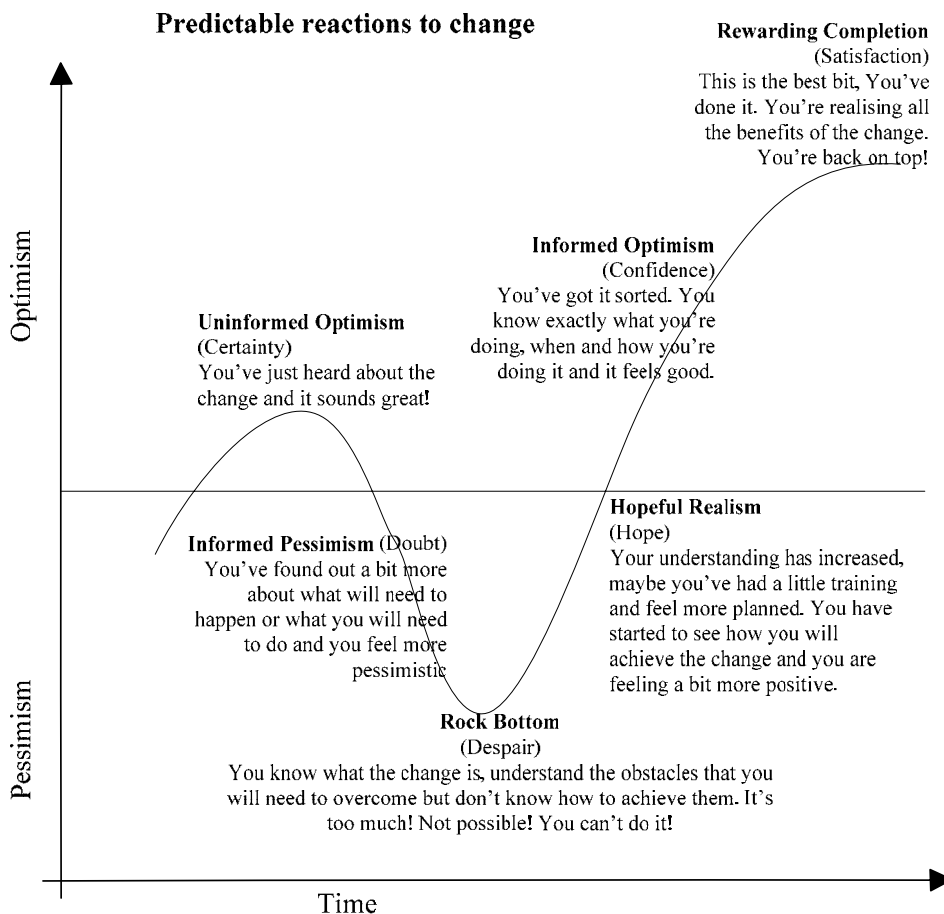 Predictable reactions to change
Rewarding Completion
(Satisfaction)
This is the best bit, You've
done it. You're realising all
the benefits of the change.
You're back on top!
Optimism
Informed Optimism
(Confidence)
You've got it sorted. You
know exactly what you're
doing, when and how you're
doing it and it feels good.
Uninformed Optimism
(Certainty)
You've just heard about the
change and it sounds great!
Informed Pessimism (Doubt)
You've found out a bit more
about what will need to
happen or what you will need
to do and you feel more
pessimistic
Hopeful Realism
(Hope)
Your understanding has increased,
maybe you've had a little training
and feel more planned. You have
started to see how you will
achieve the change and you are
feeling a bit more positive.
Pessimism
Rock Bottom
(Despair)
You know what the change is, understand the obstacles that you
will need to overcome but don't know how to achieve them. It's
too much! Not possible! You can't do it!
Time